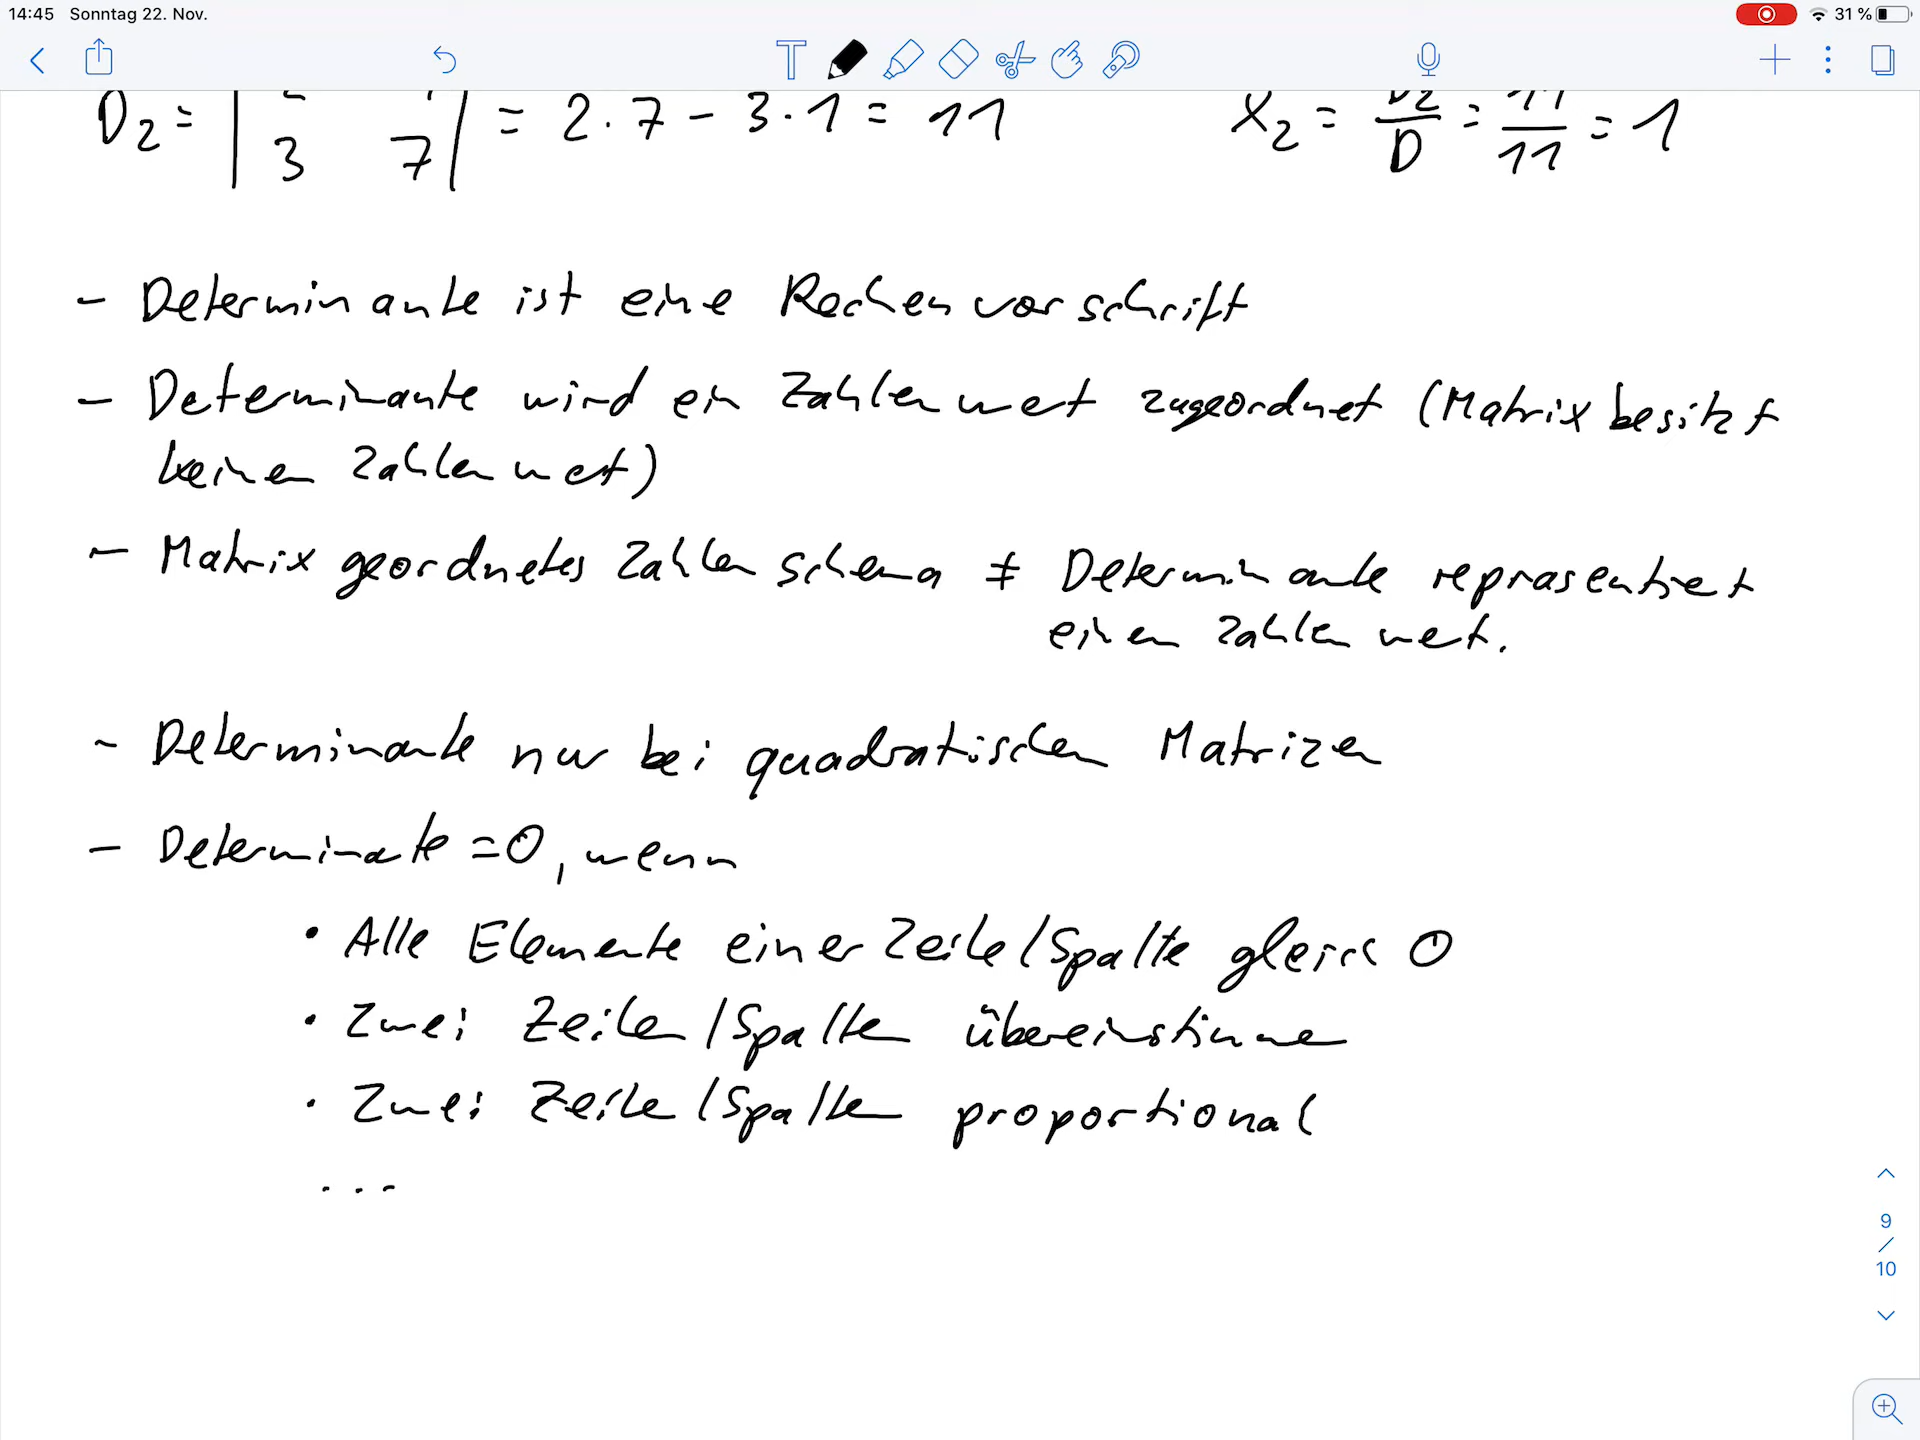 14:45 Sonntag 22. Nov. 31 %
D2 = | 3 7 | = 2·7 - 3·1 = 11 x2 = D2/D = 11/11 = 1
- Determinante ist eine Rechenvorschrift
- Determinante wird ein Zahlenwert zugeordnet (Matrix besitzt
keinen Zahlenwert)
- Matrix geordnetes Zahlenschema ≠ Determinante repräsentiert
einen Zahlenwert.
- Determinante nur bei quadratischen Matrizen
- Determinate = 0, wenn
• Alle Elemente einer Zeile/Spalte gleich 0
• Zwei Zeilen/Spalten übereinstimmen
• Zwei Zeile/Spalten proportional
...
9
/
10